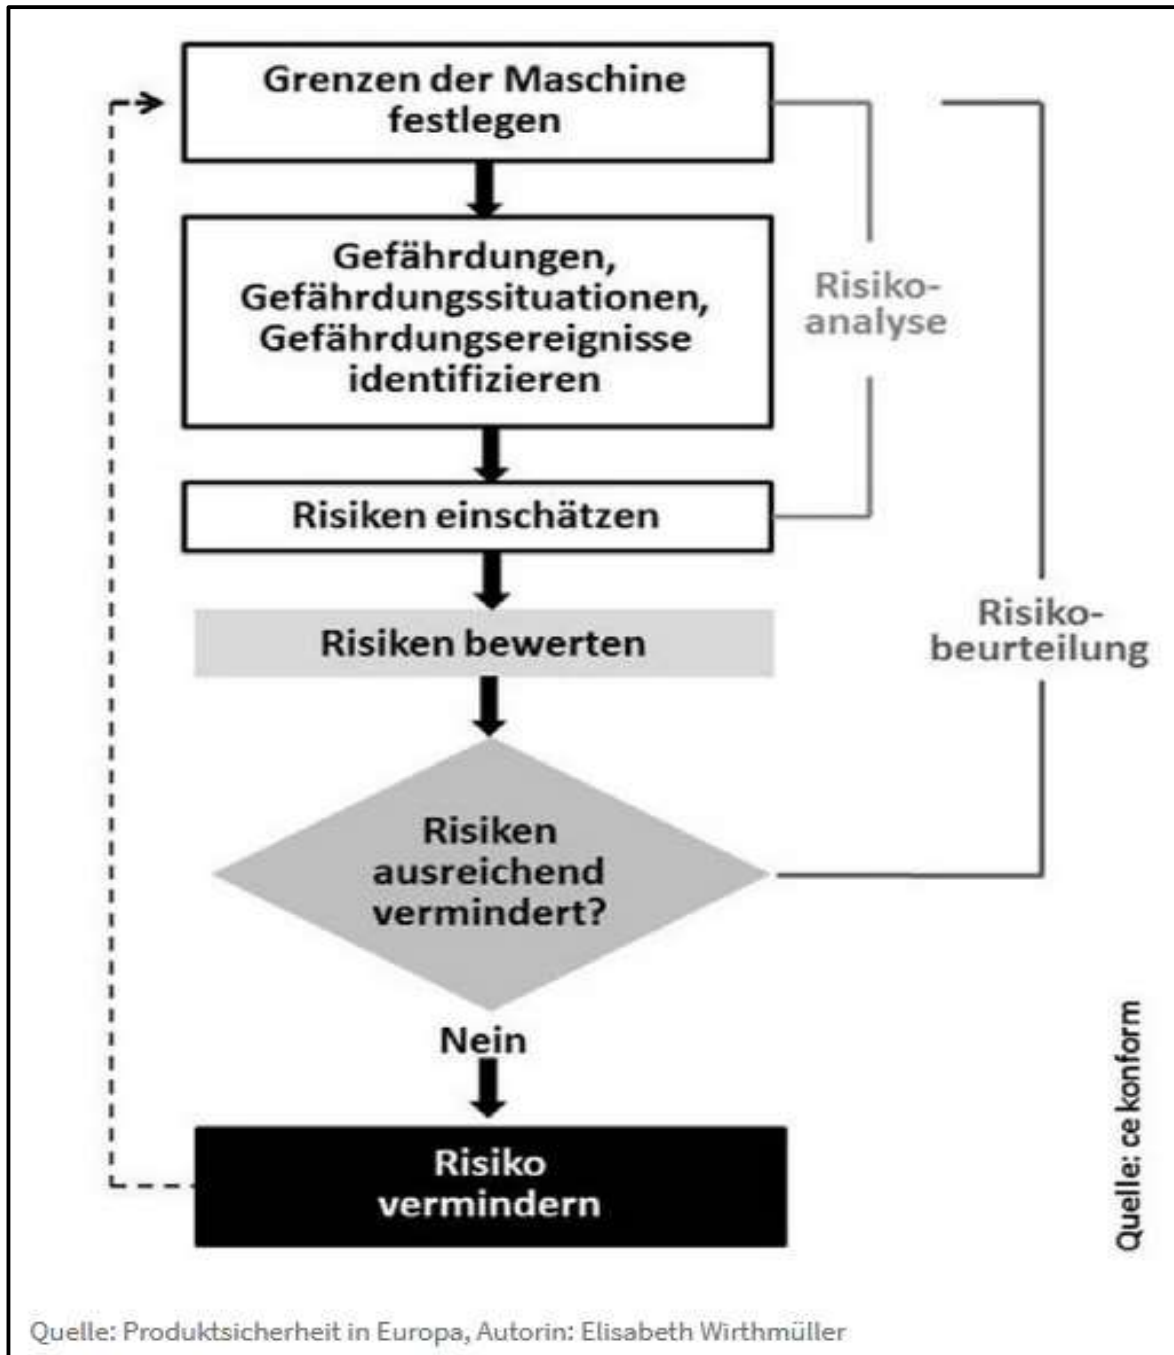 Grenzen der Maschine
festlegen
Gefährdungen,
Gefährdungssituationen,
Gefährdungsereignisse
identifizieren
Risiko-
analyse
Risiken einschätzen
Risiken bewerten
Risiko-
beurteilung
Risiken
ausreichend
vermindert?
Nein
Risiko
vermindern
Quelle: ce konform
Quelle: Produktsicherheit in Europa, Autorin: Elisabeth Wirthmüller